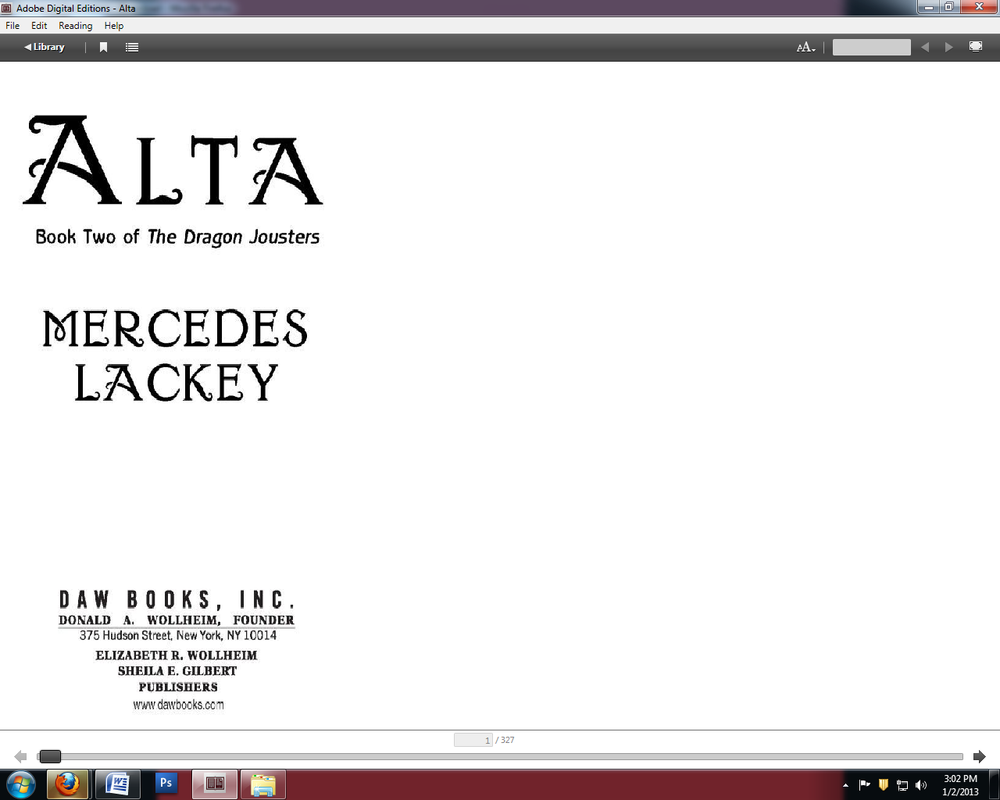 Adobe Digital Editions - Alta
File Edit Reading Help
Library
AA
ALTA
Book Two of The Dragon Jousters
MERCEDES
LACKEY
DAW BOOKS, INC.
DONALD A. WOLLHEIM, FOUNDER
375 Hudson Street, New York, NY 10014
ELIZABETH R. WOLLHEIM
SHEILA E. GILBERT
PUBLISHERS
www.dawbooks.com
1 / 327
W
Ps
3:02 PM
1/2/2013